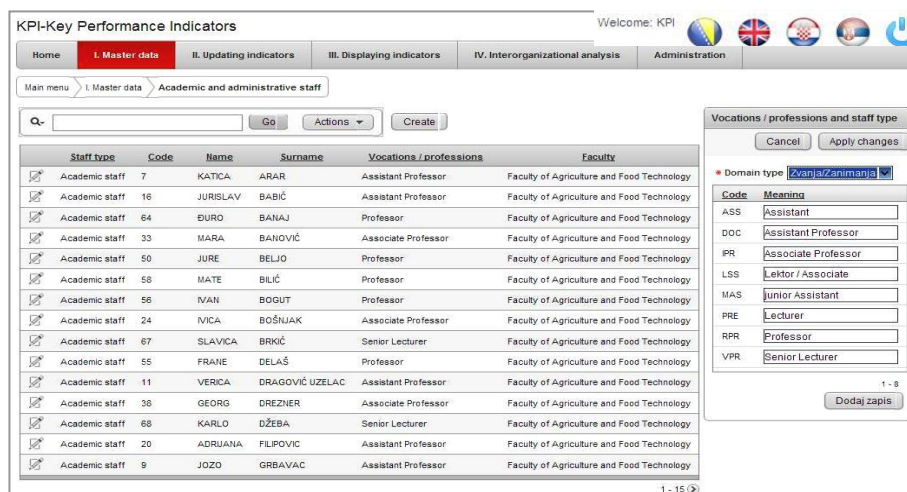 KPI-Key Performance Indicators
Welcome: KPI
Home I. Master data II. Updating indicators III. Displaying indicators IV. Interorganizational analysis Administration
Main menu I. Master data Academic and administrative staff
Go Actions Create
Staff type Code Name Surname Vocations / professions Faculty
Academic staff 7 KATICA ARAR Assistant Professor Faculty of Agriculture and Food Technology
Academic staff 16 JURISLAV BABIĆ Assistant Professor Faculty of Agriculture and Food Technology
Academic staff 64 ĐURO BANAJ Professor Faculty of Agriculture and Food Technology
Academic staff 33 MARA BANOVIĆ Associate Professor Faculty of Agriculture and Food Technology
Academic staff 50 JURE BELJO Professor Faculty of Agriculture and Food Technology
Academic staff 58 MATE BILIĆ Professor Faculty of Agriculture and Food Technology
Academic staff 56 IVAN BOGUT Professor Faculty of Agriculture and Food Technology
Academic staff 24 IVICA BOŠNJAK Associate Professor Faculty of Agriculture and Food Technology
Academic staff 67 SLAVICA BRKIĆ Senior Lecturer Faculty of Agriculture and Food Technology
Academic staff 55 FRANE DELAŠ Professor Faculty of Agriculture and Food Technology
Academic staff 11 VERICA DRAGOVIĆ UZELAC Assistant Professor Faculty of Agriculture and Food Technology
Academic staff 38 GEORG DREZNER Associate Professor Faculty of Agriculture and Food Technology
Academic staff 68 KARLO DŽEBA Senior Lecturer Faculty of Agriculture and Food Technology
Academic staff 20 ADRIJANA FILIPOVIC Assistant Professor Faculty of Agriculture and Food Technology
Academic staff 9 JOZO GRBAVAC Assistant Professor Faculty of Agriculture and Food Technology
1 - 15
Vocations / professions and staff type
Cancel Apply changes
* Domain type Zvanja/Zanimanja
Code Meaning
ASS Assistant
DOC Assistant Professor
IPR Associate Professor
LSS Lektor / Associate
MAS junior Assistant
PRE Lecturer
RPR Professor
VPR Senior Lecturer
1 - 8
Dodaj zapis